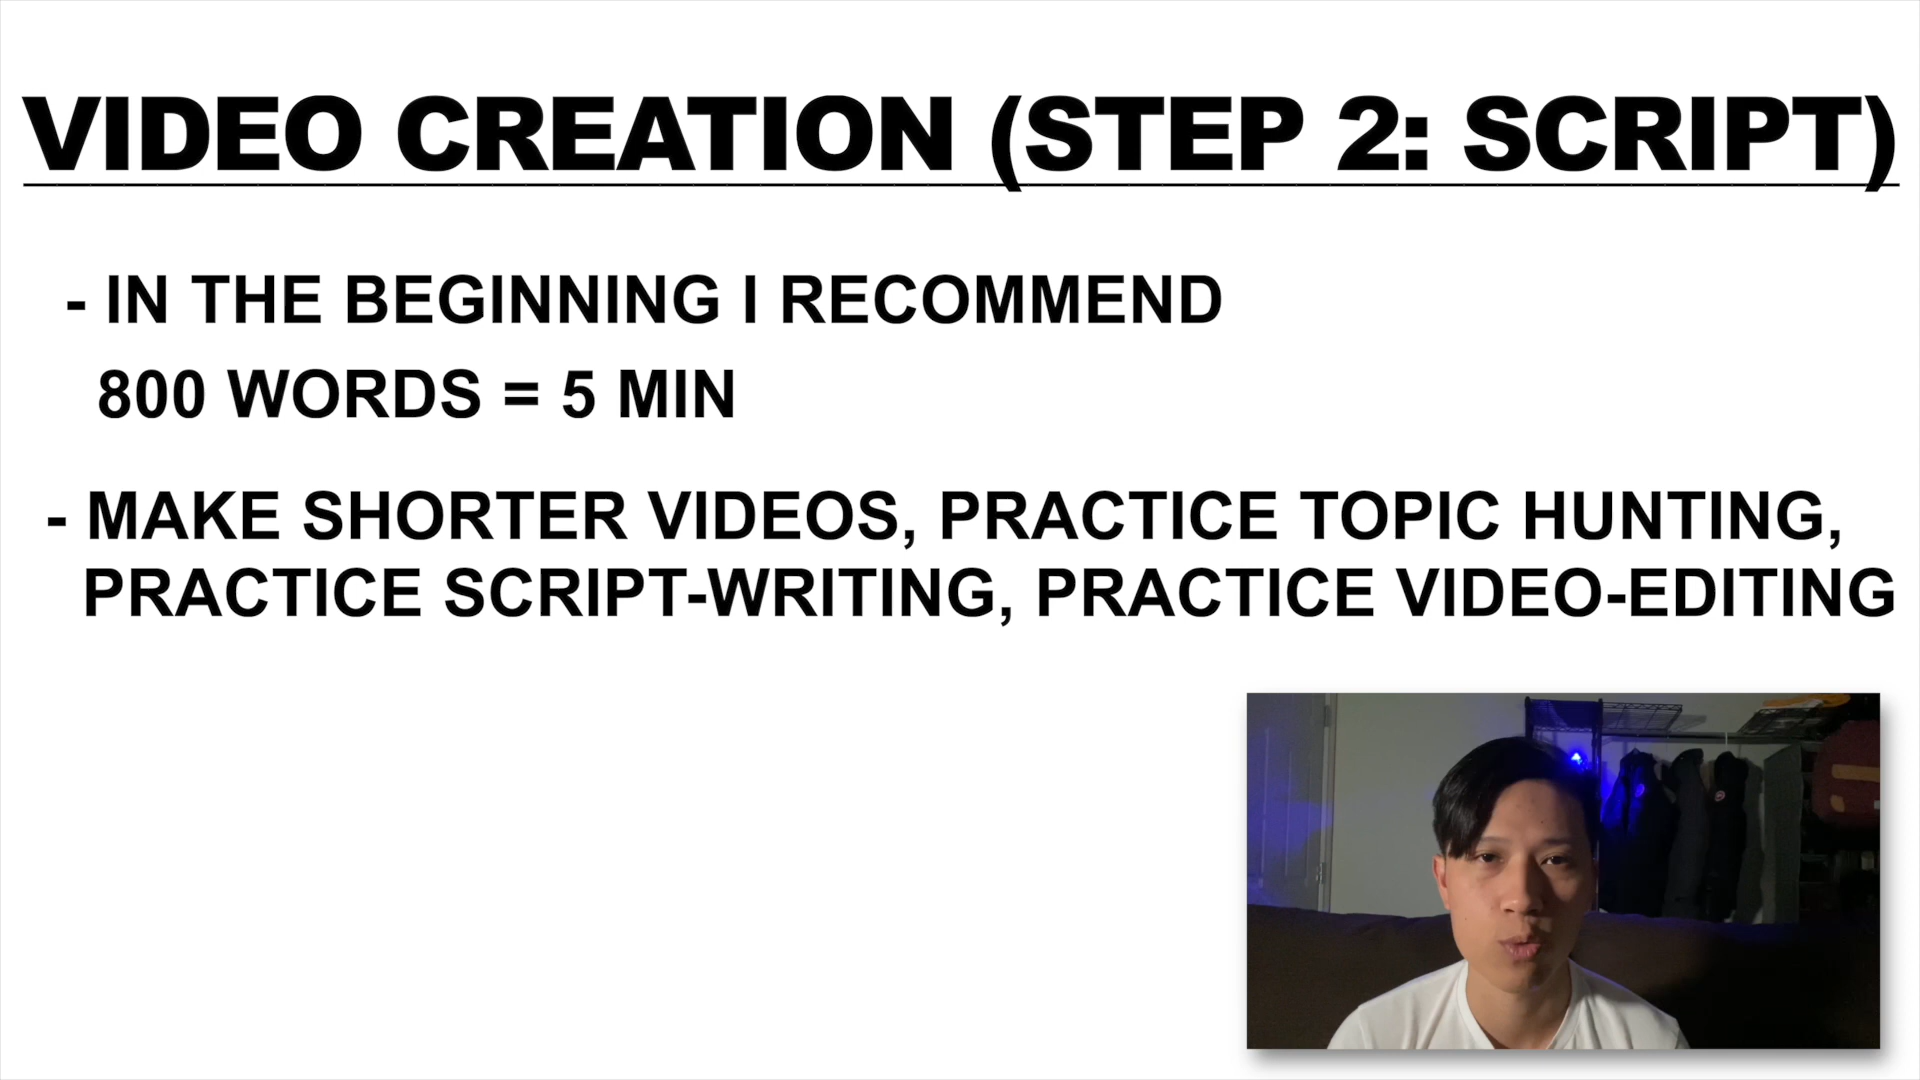 VIDEO CREATION (STEP 2: SCRIPT)
- IN THE BEGINNING I RECOMMEND
800 WORDS = 5 MIN
- MAKE SHORTER VIDEOS, PRACTICE TOPIC HUNTING,
PRACTICE SCRIPT-WRITING, PRACTICE VIDEO-EDITING